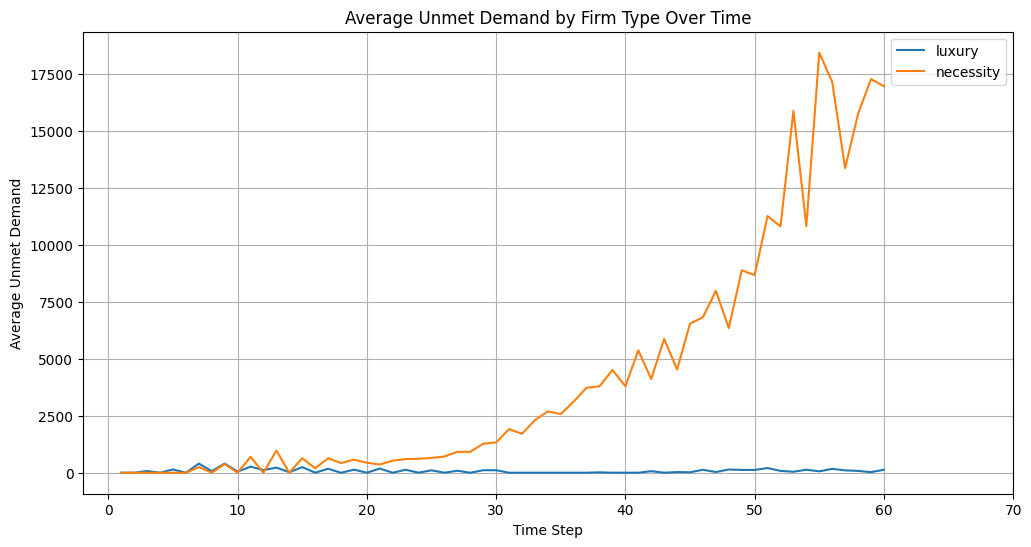 Average Unmet Demand by Firm Type Over Time
luxury
necessity
17500
15000
12500
10000
7500
5000
2500
0
Average Unmet Demand
0 10 20 30 40 50 60 70
Time Step